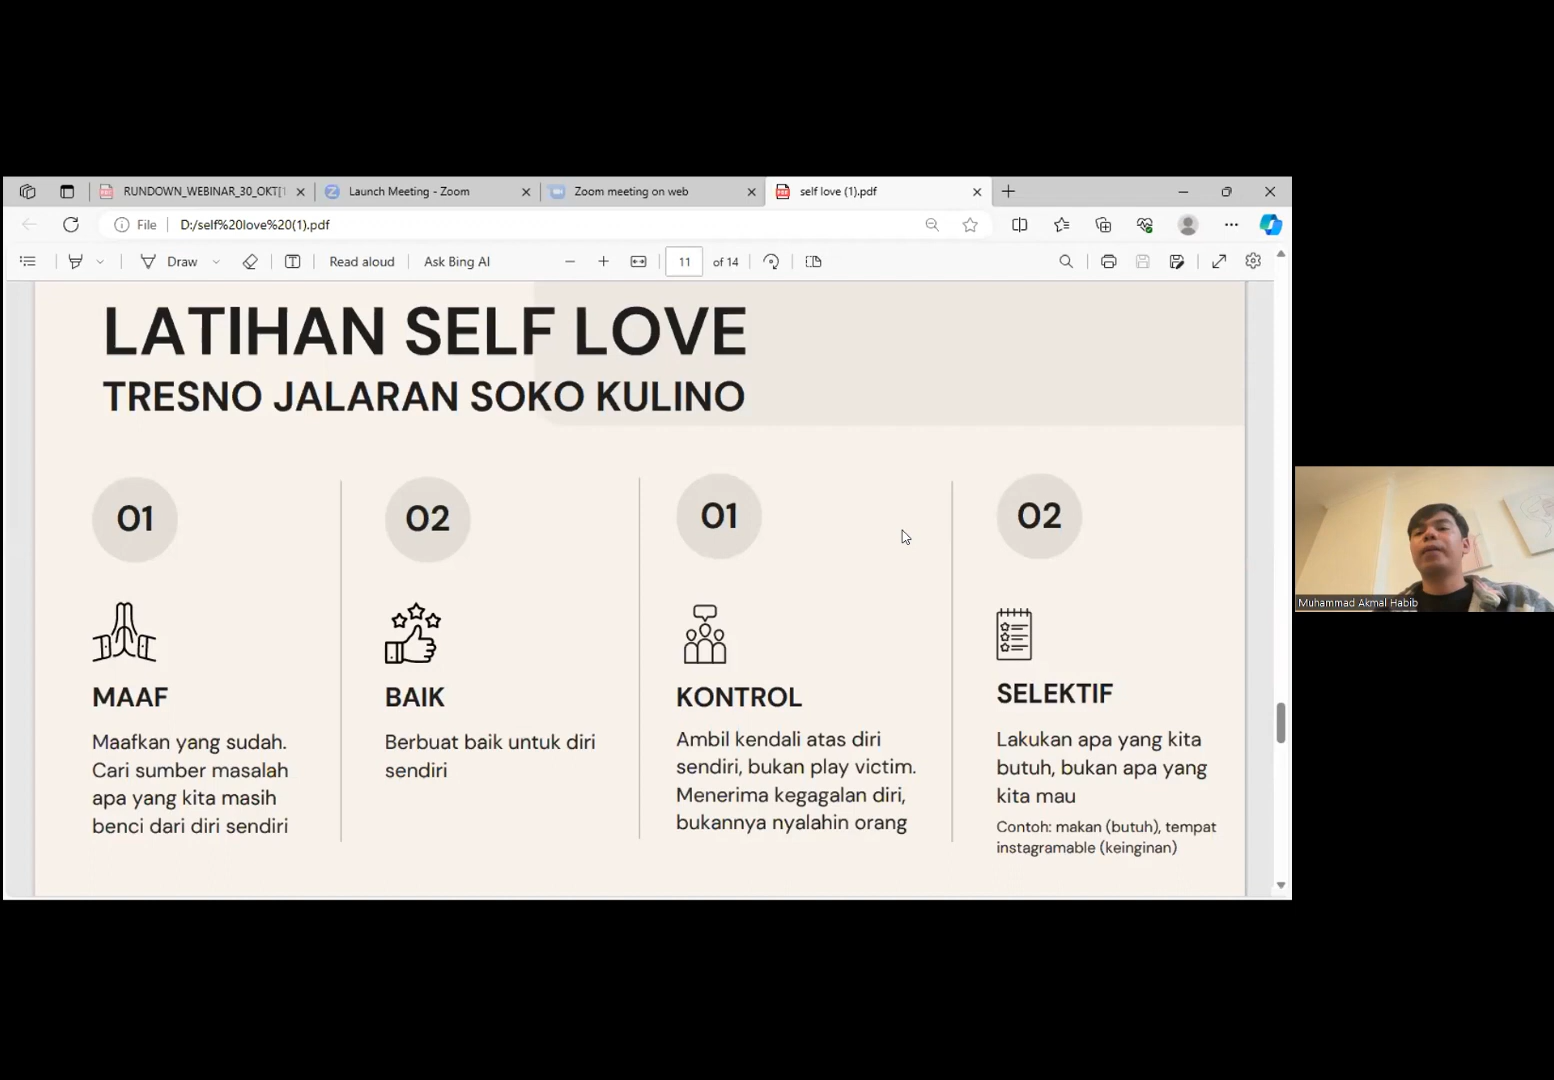 RUNDOWN_WEBINAR_30_OKT[1
Launch Meeting - Zoom
Zoom meeting on web
self love (1).pdf
File
D:/self%20love%20(1).pdf
Draw
Read aloud
Ask Bing AI
11
of 14
LATIHAN SELF LOVE
TRESNO JALARAN SOKO KULINO
01
MAAF
Maafkan yang sudah.
Cari sumber masalah
apa yang kita masih
benci dari diri sendiri
02
BAIK
Berbuat baik untuk diri
sendiri
01
KONTROL
Ambil kendali atas diri
sendiri, bukan play victim.
Menerima kegagalan diri,
bukannya nyalahin orang
02
SELEKTIF
Lakukan apa yang kita
butuh, bukan apa yang
kita mau
Contoh: makan (butuh), tempat
instagramable (keinginan)
Muhammad Akmal Habib